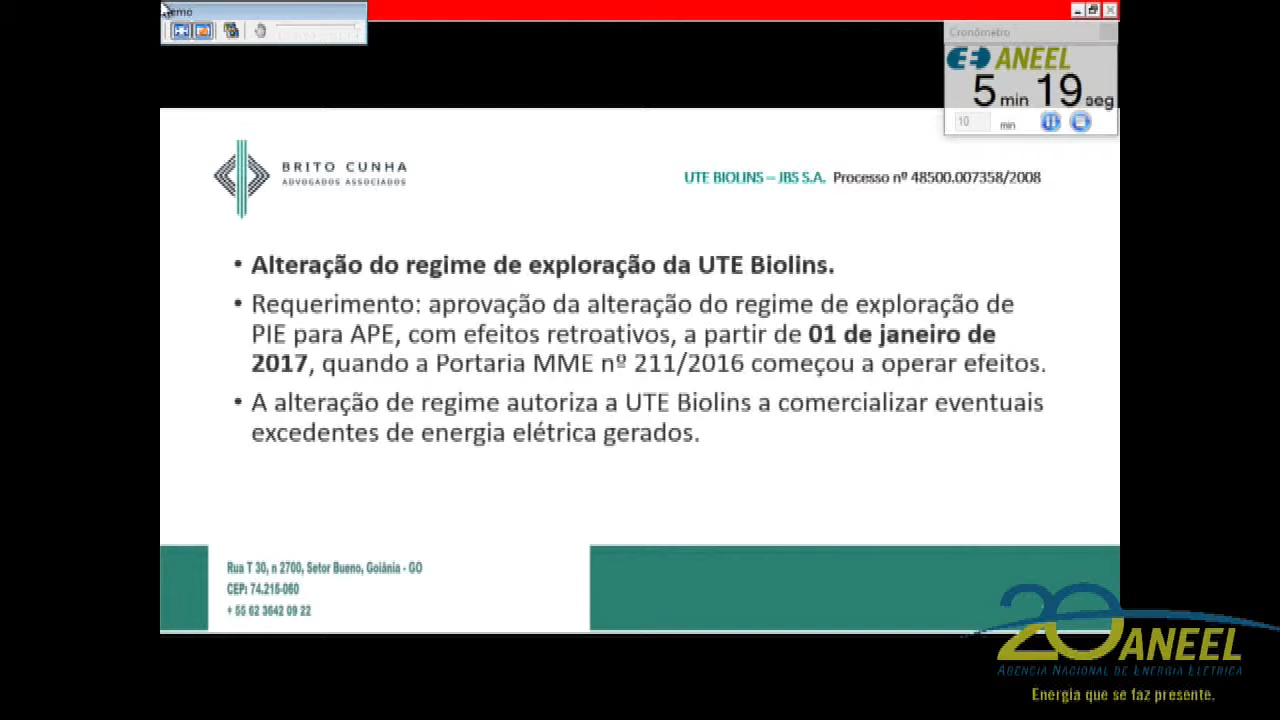 Cronômetro
ANEEL
5 min 19 seg
10 min
BRITO CUNHA
ADVOGADOS ASSOCIADOS
UTE BIOLINS – JBS S.A. Processo nº 48500.007358/2008
• Alteração do regime de exploração da UTE Biolins.
• Requerimento: aprovação da alteração do regime de exploração de
PIE para APE, com efeitos retroativos, a partir de 01 de janeiro de
2017, quando a Portaria MME nº 211/2016 começou a operar efeitos.
• A alteração de regime autoriza a UTE Biolins a comercializar eventuais
excedentes de energia elétrica gerados.
Rua T 30, n 2700, Setor Bueno, Goiânia - GO
CEP: 74.215-060
+ 55 62 3642 09 22
20 ANEEL
AGÊNCIA NACIONAL DE ENERGIA ELÉTRICA
Energia que se faz presente.